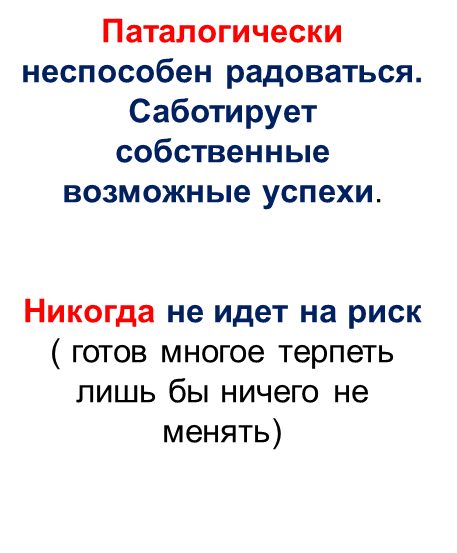 Паталогически
неспособен радоваться.
Саботирует
собственные
возможные успехи.
Никогда не идет на риск
( готов многое терпеть
лишь бы ничего не
менять)